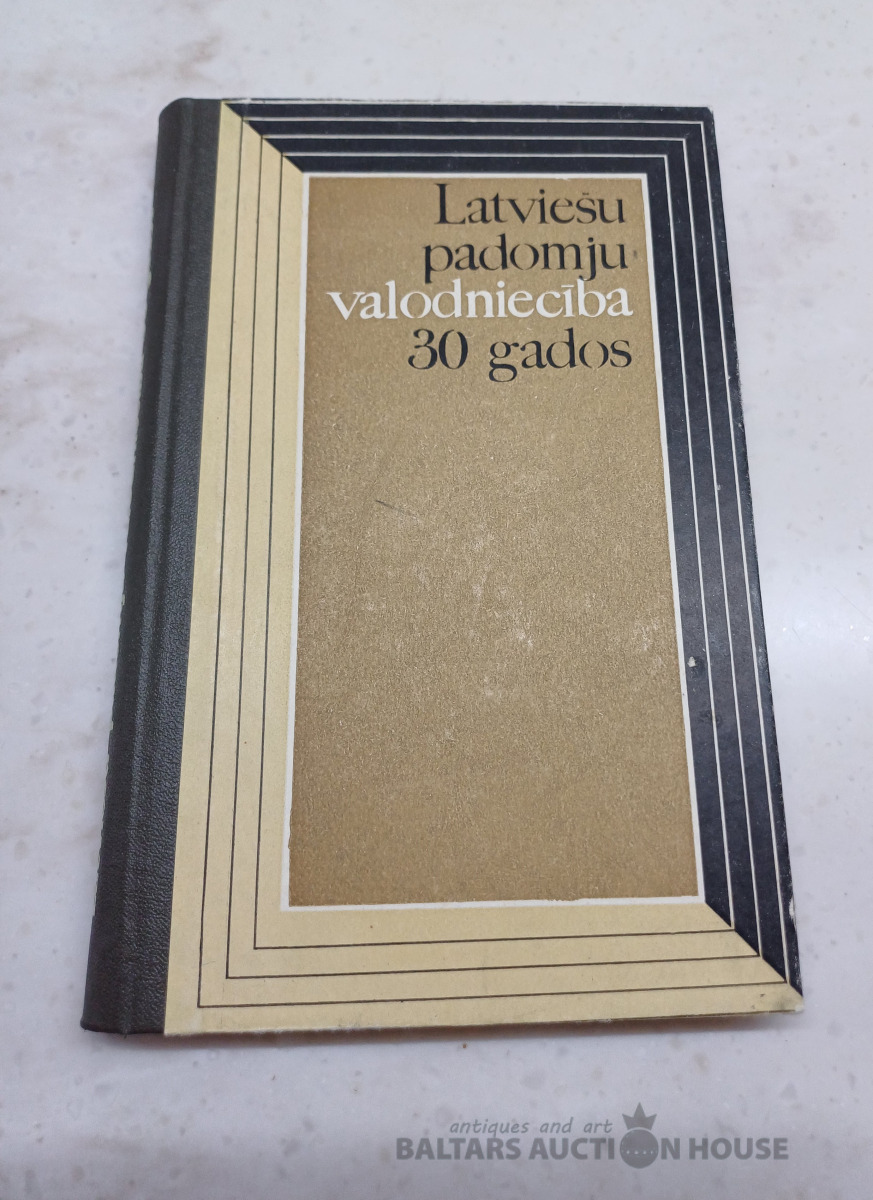 Latviešu
padomju
valodniecība
30 gados
antiques and art
BALTARS AUCTION HOUSE